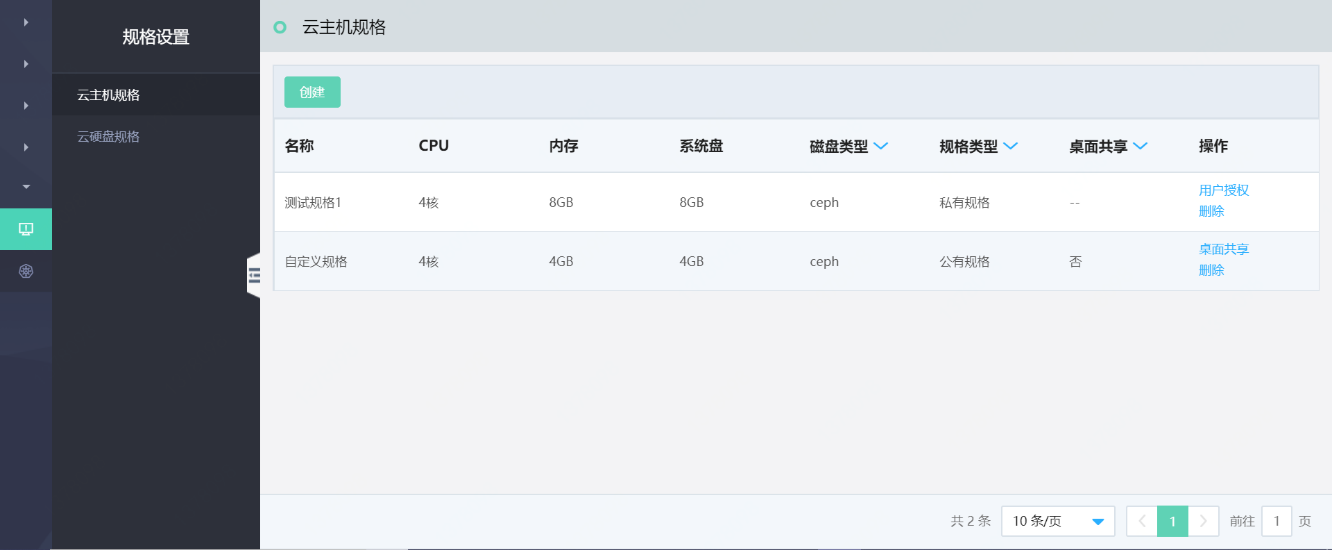 规格设置
云主机规格
云硬盘规格
云主机规格
创建
名称 CPU 内存 系统盘 磁盘类型 规格类型 桌面共享 操作
测试规格1 4核 8GB 8GB ceph 私有规格 -- 用户授权
删除
自定义规格 4核 4GB 4GB ceph 公有规格 否 桌面共享
删除
共 2 条 10 条/页 1 前往 1 页